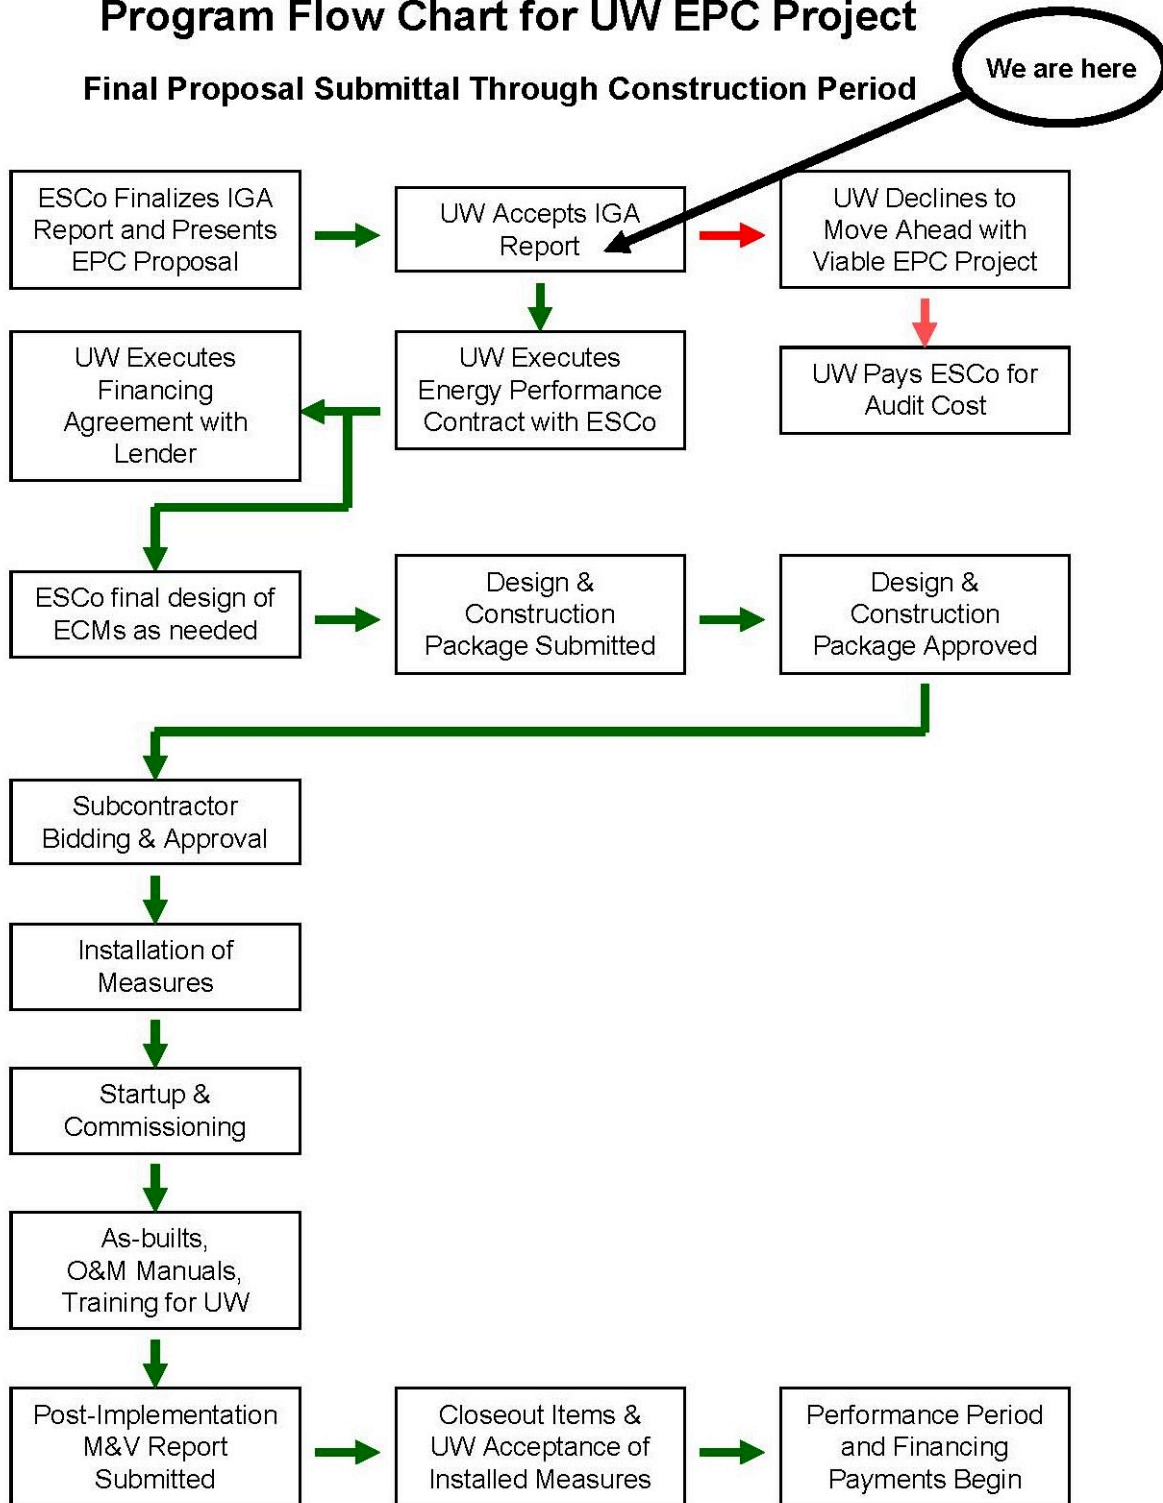 Program Flow Chart for UW EPC Project
We are here
Final Proposal Submittal Through Construction Period
ESCo Finalizes IGA
Report and Presents
EPC Proposal
UW Accepts IGA
Report
UW Declines to
Move Ahead with
Viable EPC Project
UW Executes
Financing
Agreement with
Lender
UW Executes
Energy Performance
Contract with ESCo
UW Pays ESCo for
Audit Cost
ESCo final design of
ECMs as needed
Design &
Construction
Package Submitted
Design &
Construction
Package Approved
Subcontractor
Bidding & Approval
Installation of
Measures
Startup &
Commissioning
As-builts,
O&M Manuals,
Training for UW
Post-Implementation
M&V Report
Submitted
Closeout Items &
UW Acceptance of
Installed Measures
Performance Period
and Financing
Payments Begin